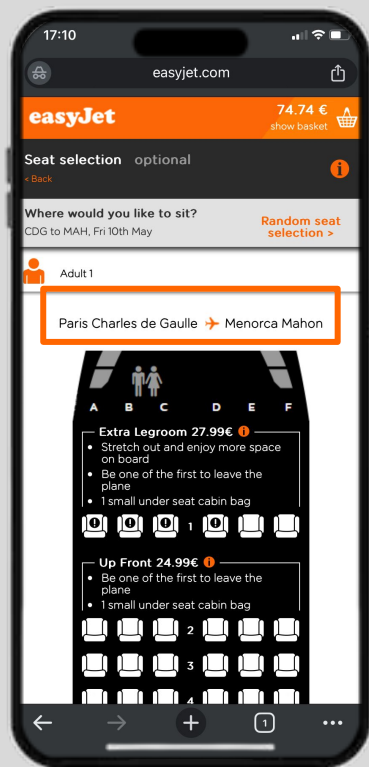 17:10
easyjet.com
easyJet
74.74 €
show basket
Seat selection optional
< Back
Where would you like to sit?
CDG to MAH, Fri 10th May
Random seat
selection >
Adult 1
Paris Charles de Gaulle Menorca Mahon
A B C D E F
Extra Legroom 27.99€
• Stretch out and enjoy more space
on board
• Be one of the first to leave the
plane
• 1 small under seat cabin bag
1
Up Front 24.99€
• Be one of the first to leave the
plane
• 1 small under seat cabin bag
2
3
4
1